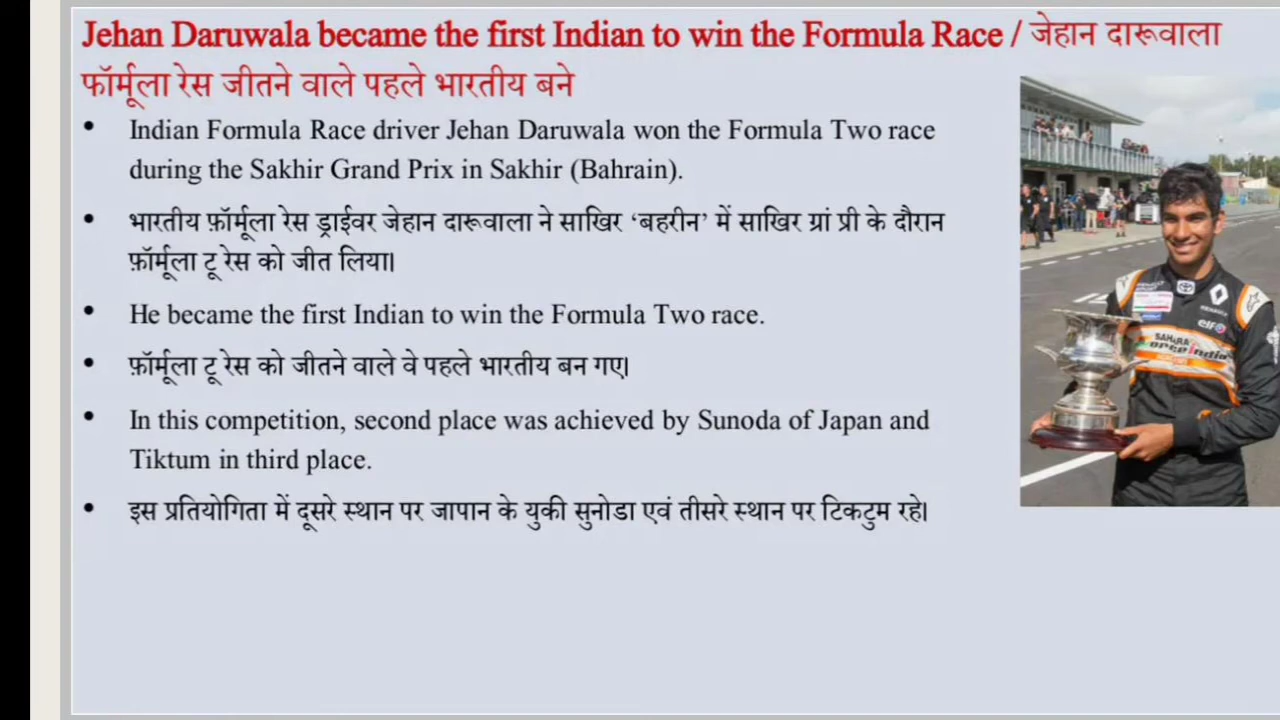 Jehan Daruwala became the first Indian to win the Formula Race / जेहान दारूवाला
फॉर्मूला रेस जीतने वाले पहले भारतीय बने
• Indian Formula Race driver Jehan Daruwala won the Formula Two race
during the Sakhir Grand Prix in Sakhir (Bahrain).
• भारतीय फ़ॉर्मूला रेस ड्राईवर जेहान दारूवाला ने साखिर ‘बहरीन’ में साखिर ग्रां प्री के दौरान
फ़ॉर्मूला टू रेस को जीत लिया।
• He became the first Indian to win the Formula Two race.
• फ़ॉर्मूला टू रेस को जीतने वाले वे पहले भारतीय बन गए।
• In this competition, second place was achieved by Sunoda of Japan and
Tiktum in third place.
• इस प्रतियोगिता में दूसरे स्थान पर जापान के युकी सुनोडा एवं तीसरे स्थान पर टिकटुम रहे।
elf
SAHARA
force india